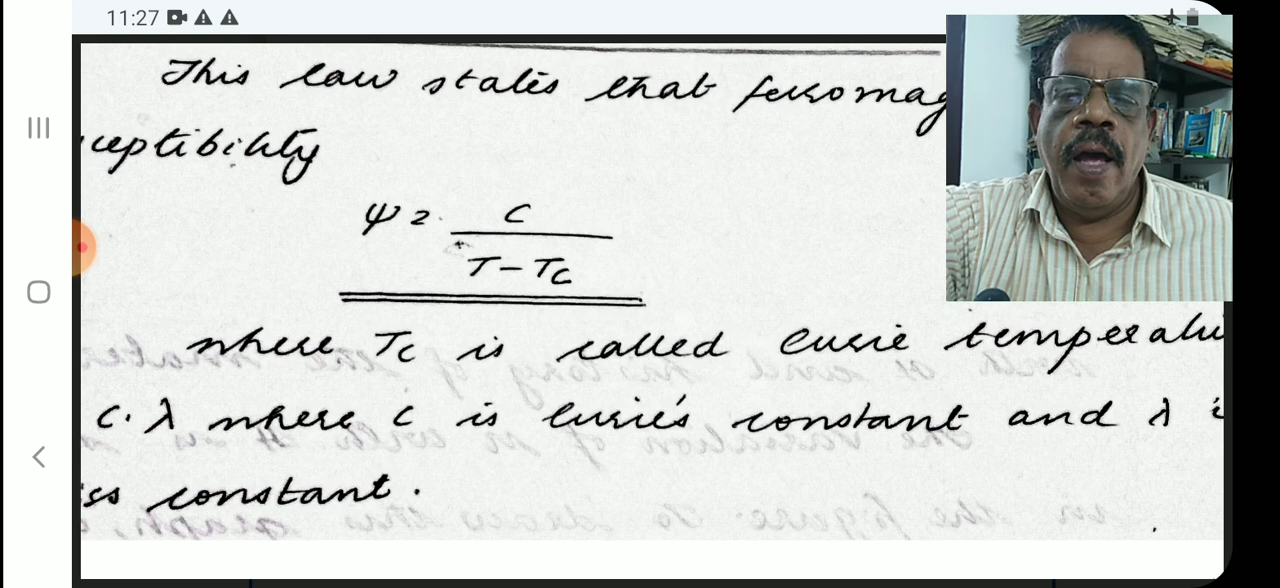 11:27
This law states that ferromag
ceptibility
ψ = C / T - Tc
where Tc is called Curie temperatu
C.λ where C is Curie's constant and λ i
ss constant.